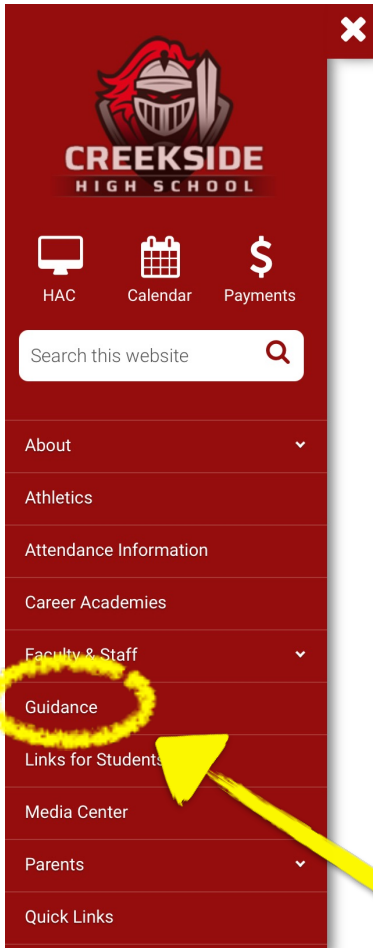 CREEKSIDE
HIGH SCHOOL
HAC Calendar Payments
Search this website
About
Athletics
Attendance Information
Career Academies
Faculty & Staff
Guidance
Links for Students
Media Center
Parents
Quick Links